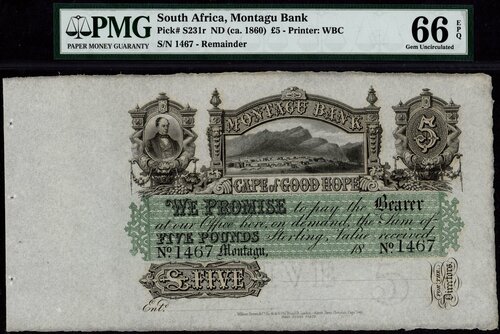 PMG
PAPER MONEY GUARANTY
South Africa, Montagu Bank
Pick# S231r ND (ca. 1860) £5 - Printer: WBC
S/N 1467 - Remainder
66 EPQ
Gem Uncirculated
MONTAGU BANK
5
CAPE of GOOD HOPE
WE PROMISE to pay the Bearer
at our Office here, on demand, the Sum of
FIVE POUNDS Sterling, Value received
No 1467 Montagu, 18 No 1467
£FIVE
Entd.
Directors